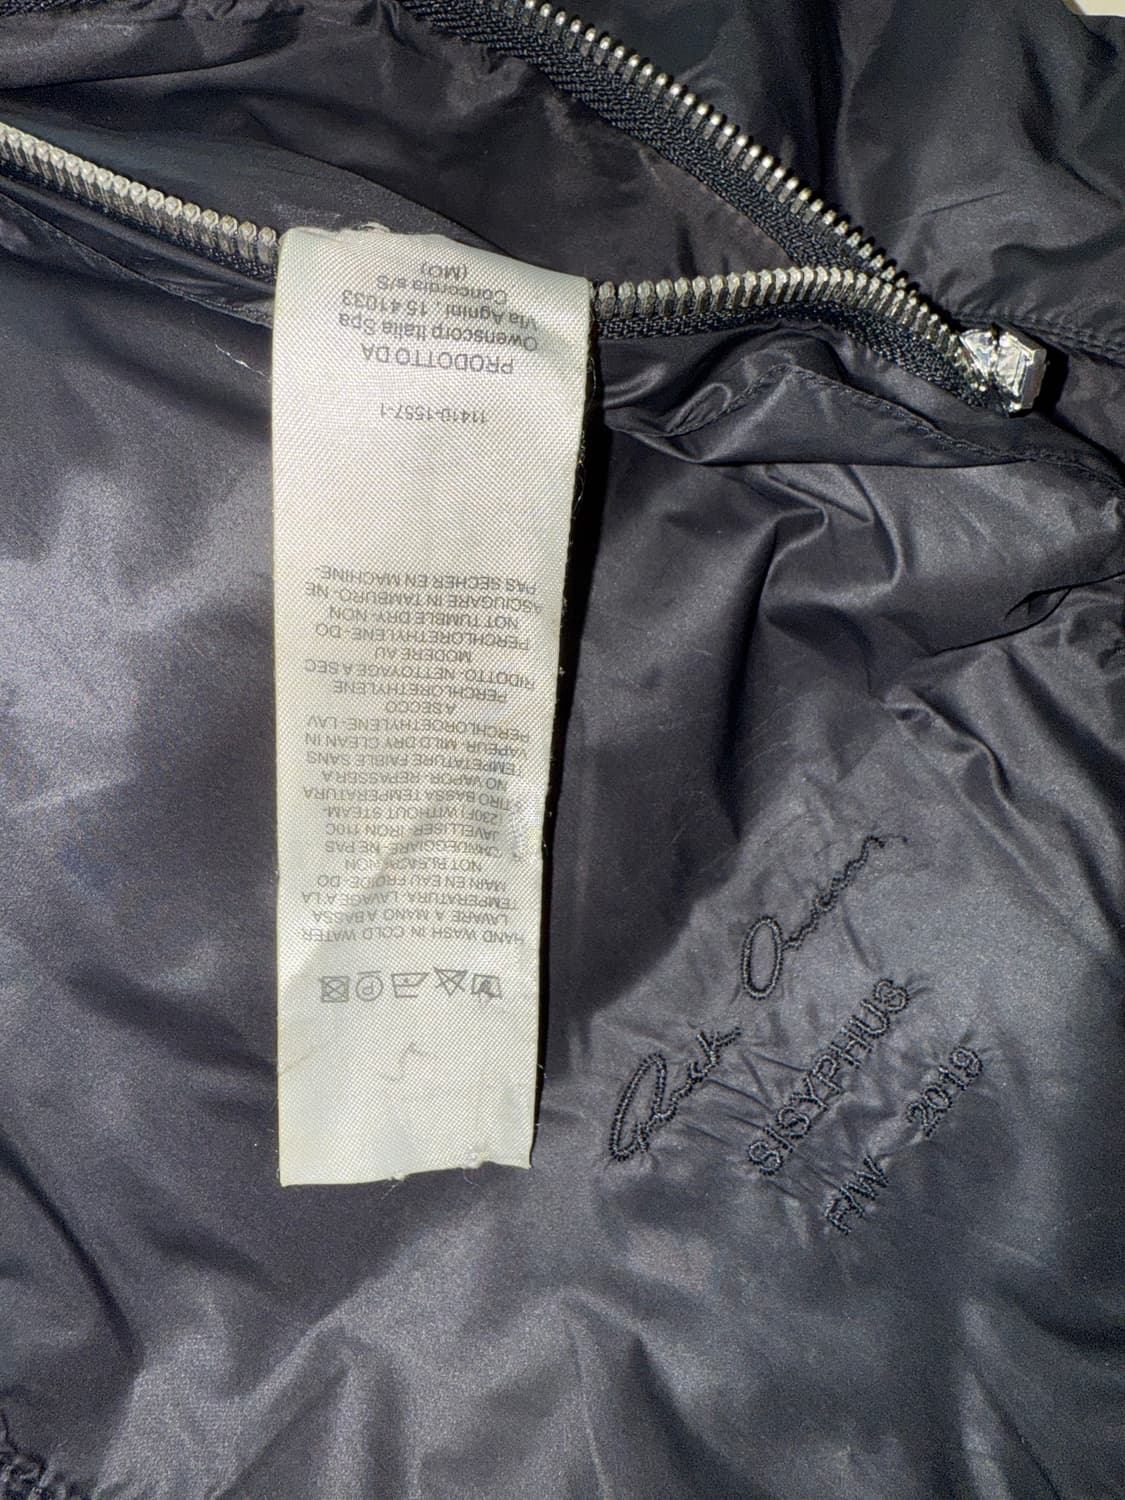 HAND WASH IN COLD WATER
LAVARE A MANO A BASSA
TEMPERATURA- LAVAGE A LA
MAIN EN EAU FROIDE- DO
NOT BLEACH- NON
CANDEGGIARE- NE PAS
JAVELLISER- IRON 110C
(230F) WITHOUT STEAM-
STIRO BASSA TEMPERATURA
NO VAPOR- REPASSER A
TEMPETATURE FAIBLE SANS
VAPEUR- MILD DRY CLEAN IN
PERCHLOROETHYLENE- LAV
A SECCO
PERCHLORETHYLENE
RIDOTTO- NETTOYAGE A SEC
MODERE AU
PERCHLORETHYLENE- DO
NOT TUMBLE DRY- NON
ASCIUGARE IN TAMBURO- NE
PAS SECHER EN MACHINE-
11410-1557-1
PRODOTTO DA
Owenscorp Italia Spa
Via Agnini, 15 41033
Concordia s/S
(MO)
Rick Owens
SISYPHUS
F/W 2019